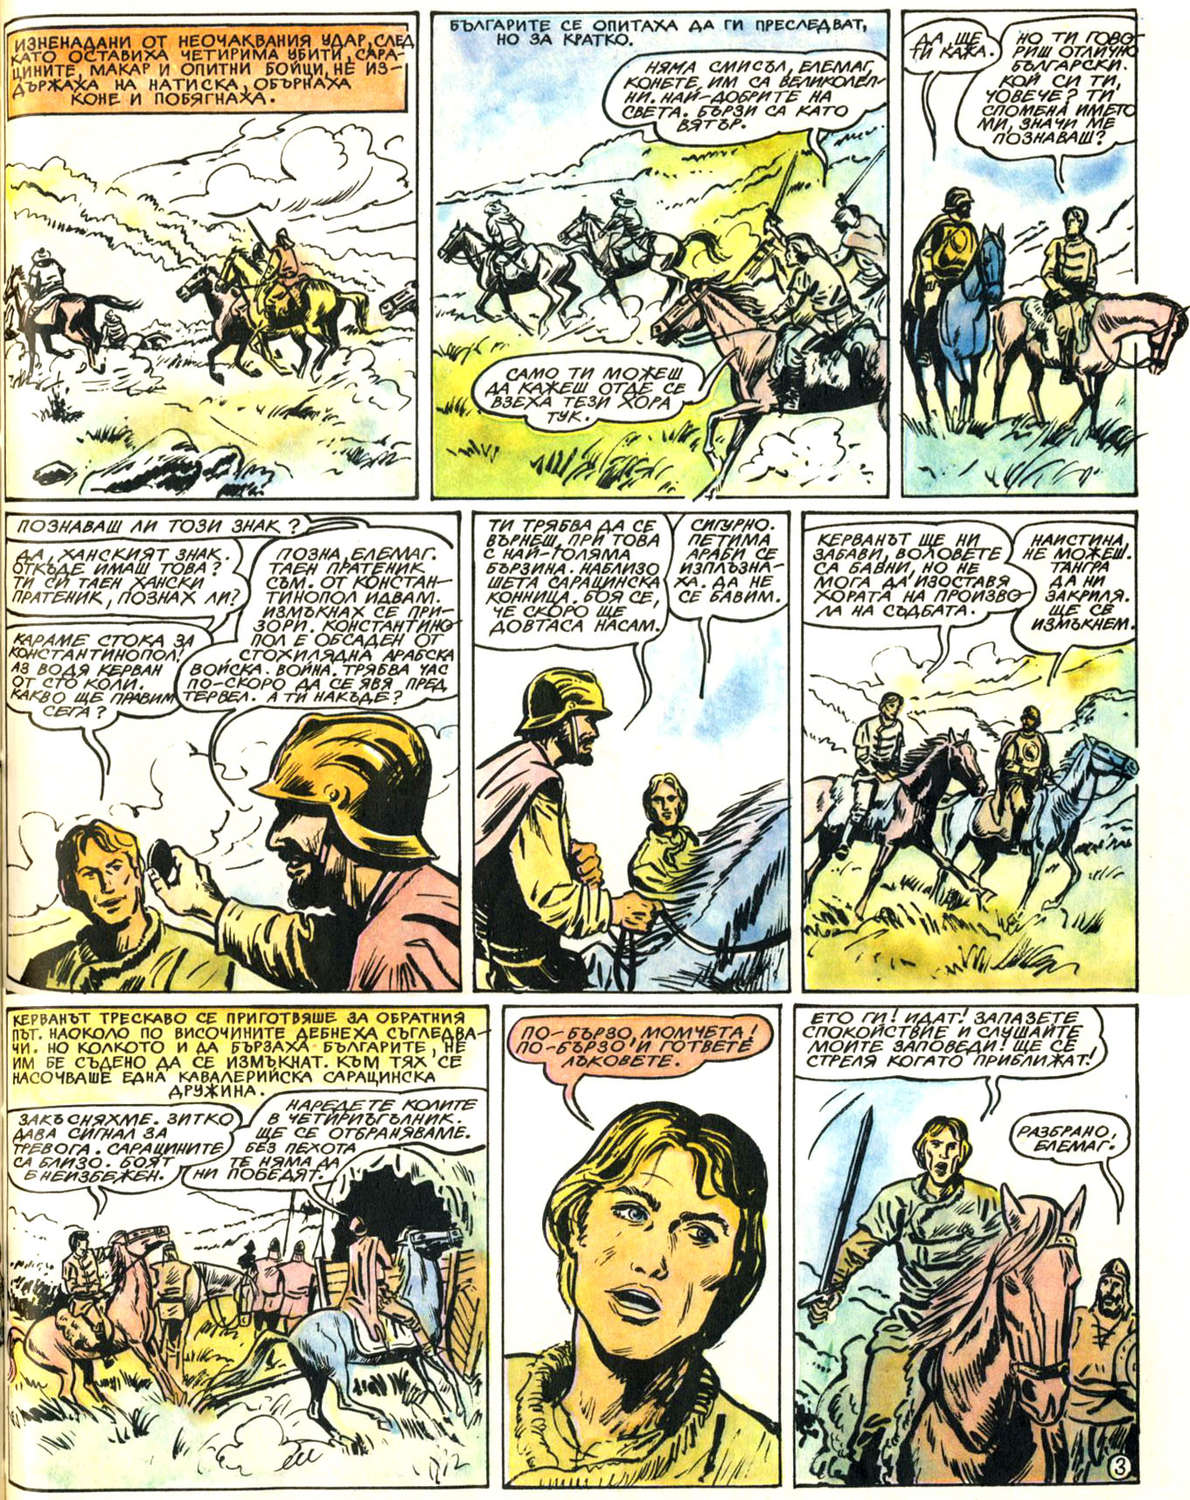 ИЗНЕНАДАНИ ОТ НЕОЧАКВАНИЯ УДАР, СЛЕД
КАТО ОСТАВИХА ЧЕТИРИМА УБИТИ, САРА-
ЦИНИТЕ, МАКАР И ОПИТНИ БОЙЦИ, НЕ ИЗ-
ДЪРЖАХА НА НАТИСКА, ОБЪРНАХА
КОНЕ И ПОБЯГНАХА.
БЪЛГАРИТЕ СЕ ОПИТАХА ДА ГИ ПРЕСЛЕДВАТ,
НО ЗА КРАТКО.
НЯМА СМИСЪЛ, ЕЛЕМАГ,
КОНЕТЕ ИМ СА ВЕЛИКОЛЕП-
НИ. НАЙ-ДОБРИТЕ НА
СВЕТА. БЪРЗИ СА КАТО
ВЯТЪР.
САМО ТИ МОЖЕШ
ДА КАЖЕШ ОТДЕ СЕ
ВЗЕХА ТЕЗИ ХОРА
ТУК.
ДА, ЩЕ
ТИ КАЖА.
НО ТИ ГОВО-
РИШ ОТЛИЧНО
БЪЛГАРСКИ.
КОЙ СИ ТИ,
ЧОВЕЧЕ? ТИ
СПОМЕНА ИМЕТО
МИ, ЗНАЧИ МЕ
ПОЗНАВАШ?
ПОЗНАВАШ ЛИ ТОЗИ ЗНАК?
ДА, ХАНСКИЯТ ЗНАК.
ОТКЪДЕ ИМАШ ТОВА?
ТИ СИ ТАЕН ХАНСКИ
ПРАТЕНИК, ПОЗНАХ ЛИ?
ПОЗНА, ЕЛЕМАГ.
ТАЕН ПРАТЕНИК
СЪМ. ОТ КОНСТАН-
ТИНОПОЛ ИДВАМ.
ИЗМЪКНАХ СЕ ПРИ-
ЗОРИ. КОНСТАНТИНО-
ПОЛ Е ОБСАДЕН ОТ
СТОХИЛЯДНА АРАБСКА
ВОЙСКА. ВОЙНА. ТРЯБВА ЧАС
ПО-СКОРО ДА СЕ ЯВЯ ПРЕД
ТЕРВЕЛ. А ТИ НАКЪДЕ?
КАРАМЕ СТОКА ЗА
КОНСТАНТИНОПОЛ!
АЗ ВОДЯ КЕРВАН
ОТ СТО КОЛИ.
КАКВО ЩЕ ПРАВИМ
СЕГА?
ТИ ТРЯБВА ДА СЕ
ВЪРНЕШ, ПРИ ТОВА
С НАЙ-ГОЛЯМА
БЪРЗИНА. НАБЛИЗО
ШЕТА САРАЦИНСКА
КОННИЦА. БОЯ СЕ,
ЧЕ СКОРО ЩЕ
ДОВТАСА НАСАМ.
СИГУРНО.
ПЕТИМА
АРАБИ СЕ
ИЗПЛЪЗНА-
ХА. ДА НЕ
СЕ БАВИМ.
КЕРВАНЪТ ЩЕ НИ
ЗАБАВИ, ВОЛОВЕТЕ
СА БАВНИ, НО НЕ
МОГА ДА ИЗОСТАВЯ
ХОРАТА НА ПРОИЗВО-
ЛА НА СЪДБАТА.
НАИСТИНА,
НЕ МОЖЕШ.
ТАНГРА
ДА НИ
ЗАКРИЛЯ.
ЩЕ СЕ
ИЗМЪКНЕМ.
КЕРВАНЪТ ТРЕСКАВО СЕ ПРИГОТВЯШЕ ЗА ОБРАТНИЯ
ПЪТ. НАОКОЛО ПО ВИСОЧИНИТЕ ДЕБНЕХА СЪГЛЕДВА-
ЧИ. НО КОЛКОТО И ДА БЪРЗАХА БЪЛГАРИТЕ, НЕ
ИМ БЕ СЪДЕНО ДА СЕ ИЗМЪКНАТ. КЪМ ТЯХ СЕ
НАСОЧВАШЕ ЕДНА КАВАЛЕРИЙСКА САРАЦИНСКА
ДРУЖИНА.
ЗАКЪСНЯХМЕ. ЗИТКО
ДАВА СИГНАЛ ЗА
ТРЕВОГА. САРАЦИНИТЕ
СА БЛИЗО. БОЯТ
Е НЕИЗБЕЖЕН.
НАРЕДЕТЕ КОЛИТЕ
В ЧЕТИРИЪГЪЛНИК.
ЩЕ СЕ ОТБРАНЯВАМЕ.
БЕЗ ПЕХОТА
ТЕ НЯМА ДА
НИ ПОБЕДЯТ.
ПО-БЪРЗО, МОМЧЕТА!
ПО-БЪРЗО И ГОТВЕТЕ
ЛЪКОВЕТЕ.
ЕТО ГИ! ИДАТ! ЗАПАЗЕТЕ
СПОКОЙСТВИЕ И СЛУШАЙТЕ
МОИТЕ ЗАПОВЕДИ! ЩЕ СЕ
СТРЕЛЯ КОГАТО ПРИБЛИЖАТ!
РАЗБРАНО,
ЕЛЕМАГ.
3